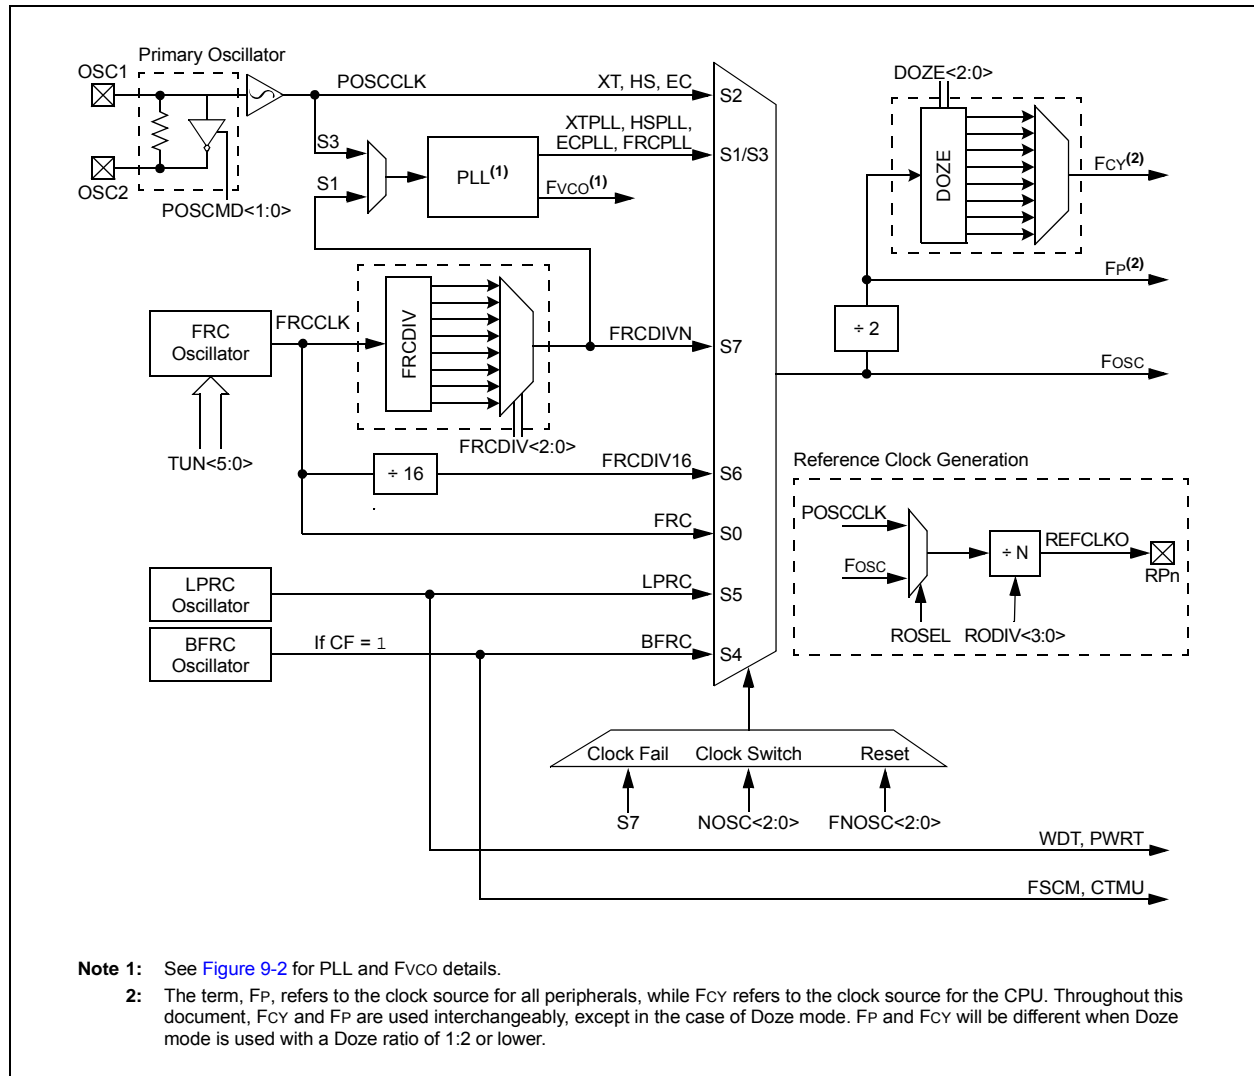 Primary Oscillator
OSC1
OSC2
POSCMD<1:0>
POSCCLK
XT, HS, EC
S2
S3
S1
PLL(1)
XTPLL, HSPLL,
ECPLL, FRCPLL
S1/S3
FVCO(1)
DOZE<2:0>
DOZE
FCY(2)
FP(2)
÷ 2
FOSC
FRC
Oscillator
TUN<5:0>
FRCCLK
FRCDIV
FRCDIV<2:0>
FRCDIVN
S7
÷ 16
FRCDIV16
S6
FRC
S0
LPRC
Oscillator
LPRC
S5
BFRC
Oscillator
If CF = 1
BFRC
S4
Reference Clock Generation
POSCCLK
FOSC
÷ N
REFCLKO
RPn
ROSEL
RODIV<3:0>
Clock Fail
Clock Switch
Reset
S7
NOSC<2:0>
FNOSC<2:0>
WDT, PWRT
FSCM, CTMU
Note 1: See Figure 9-2 for PLL and FVCO details.
2: The term, FP, refers to the clock source for all peripherals, while FCY refers to the clock source for the CPU. Throughout this
document, FCY and FP are used interchangeably, except in the case of Doze mode. FP and FCY will be different when Doze
mode is used with a Doze ratio of 1:2 or lower.